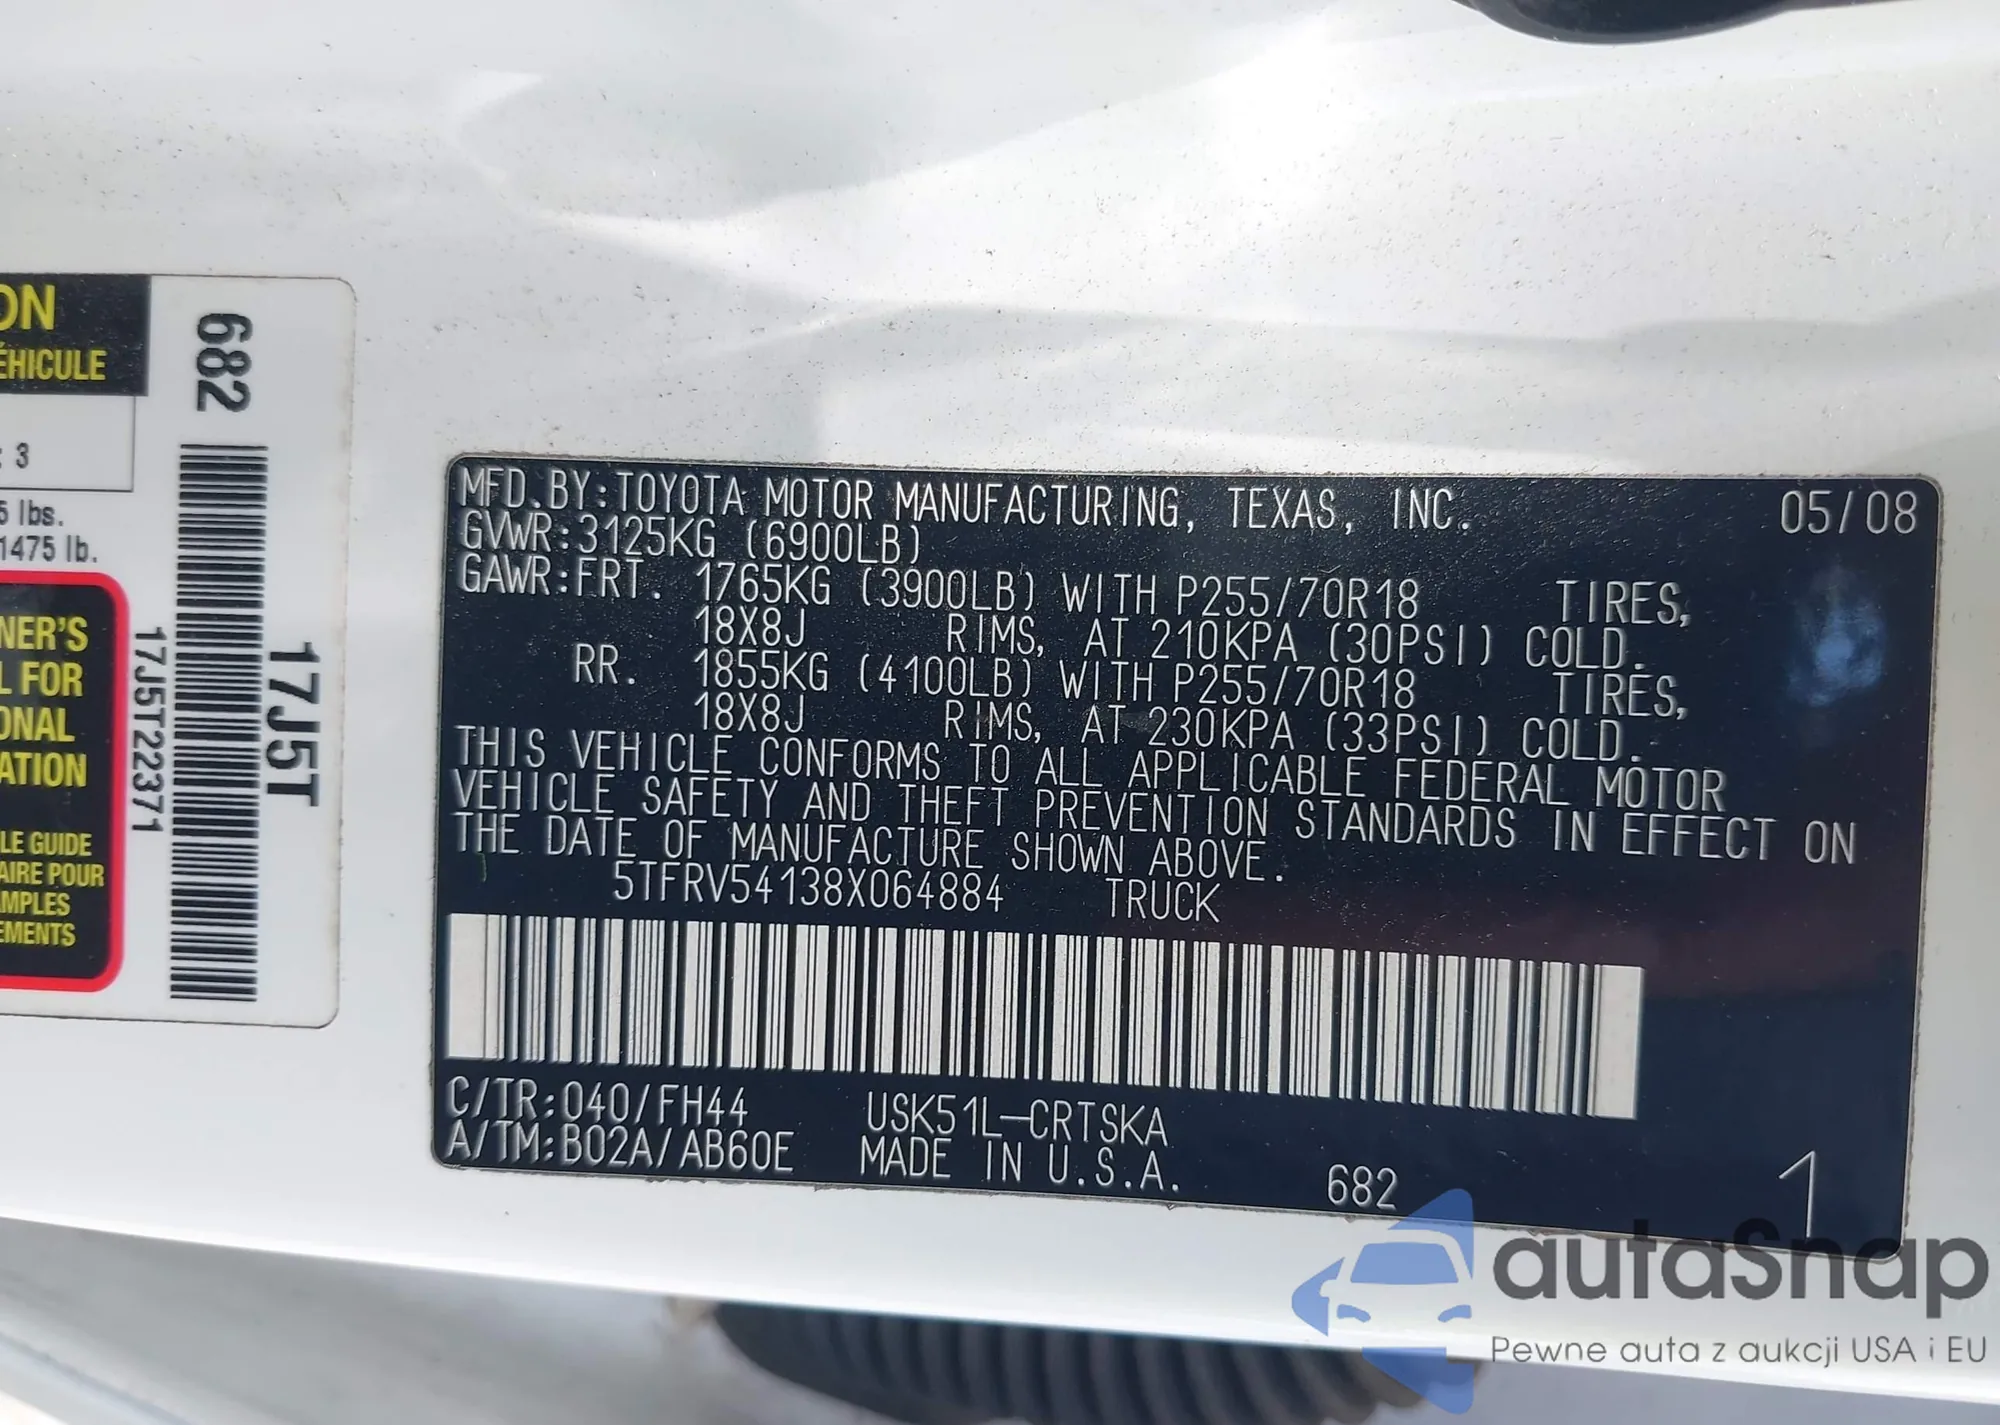 ON
ÉHICULE
: 3
5 lbs.
1475 lb.
NER'S
L FOR
ONAL
ATION
LE GUIDE
AIRE POUR
EMPLES
EMENTS
682
17J5T
17J5T22371
MFD.BY:TOYOTA MOTOR MANUFACTURING, TEXAS, INC. 05/08
GVWR:3125KG (6900LB)
GAWR:FRT. 1765KG (3900LB) WITH P255/70R18 TIRES,
18X8J RIMS, AT 210KPA (30PSI) COLD.
RR. 1855KG (4100LB) WITH P255/70R18 TIRES,
18X8J RIMS, AT 230KPA (33PSI) COLD.
THIS VEHICLE CONFORMS TO ALL APPLICABLE FEDERAL MOTOR
VEHICLE SAFETY AND THEFT PREVENTION STANDARDS IN EFFECT ON
THE DATE OF MANUFACTURE SHOWN ABOVE.
5TFRV54138X064884 TRUCK
C/TR:040/FH44 USK51L-CRTSKA
A/TM:B02A/AB60E MADE IN U.S.A. 682 1
autaSnap
Pewne auta z aukcji USA i EU